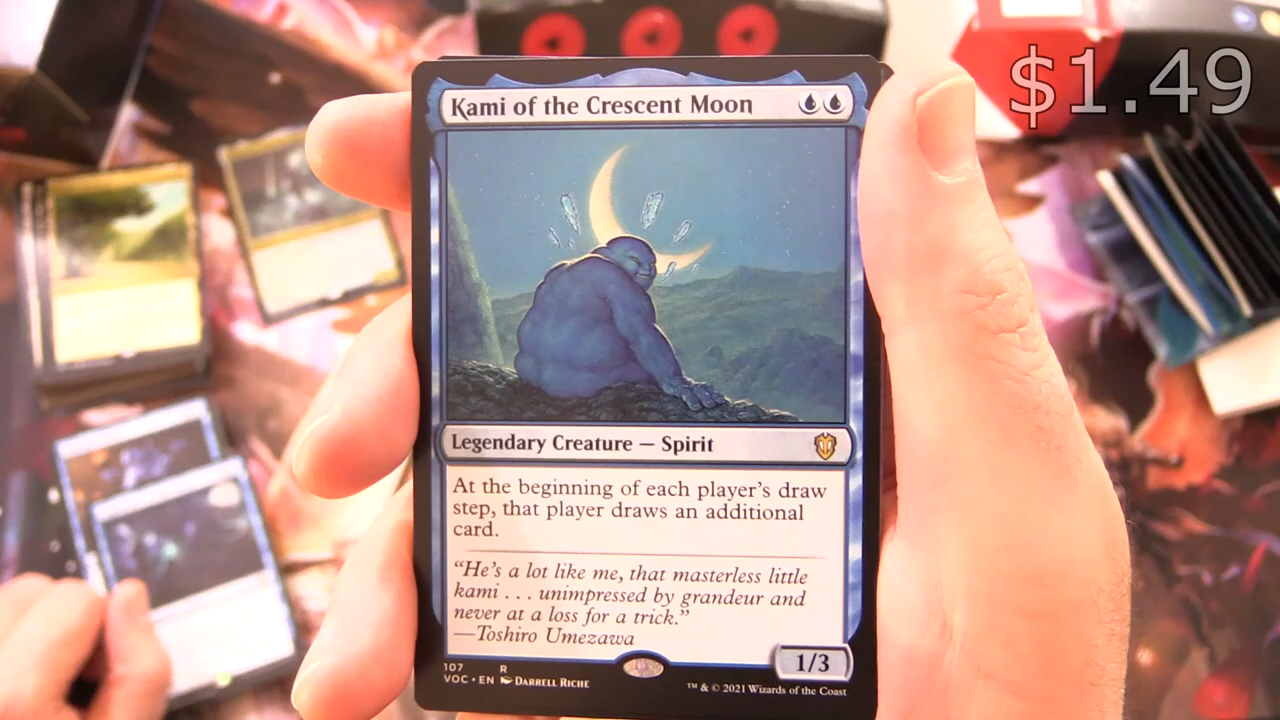 $1.49
Kami of the Crescent Moon
Legendary Creature — Spirit
At the beginning of each player's draw
step, that player draws an additional
card.
"He's a lot like me, that masterless little
kami . . . unimpressed by grandeur and
never at a loss for a trick."
—Toshiro Umezawa
1/3
107 R
VOC • EN DARRELL RICHE
™ & © 2021 Wizards of the Coast